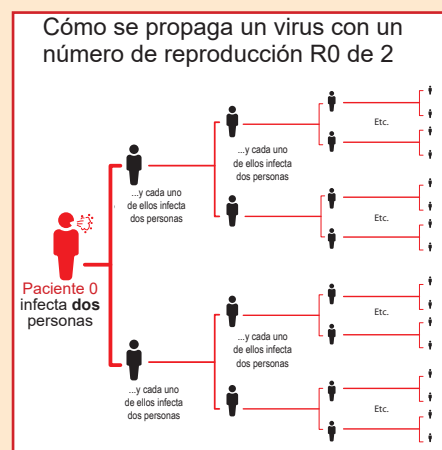 Cómo se propaga un virus con un
número de reproducción R0 de 2
...y cada uno
de ellos infecta
dos personas
Etc.
...y cada uno
de ellos infecta
dos personas
Etc.
Paciente 0
infecta dos
personas
...y cada uno
de ellos infecta
dos personas
Etc.
...y cada uno
de ellos infecta
dos personas
Etc.